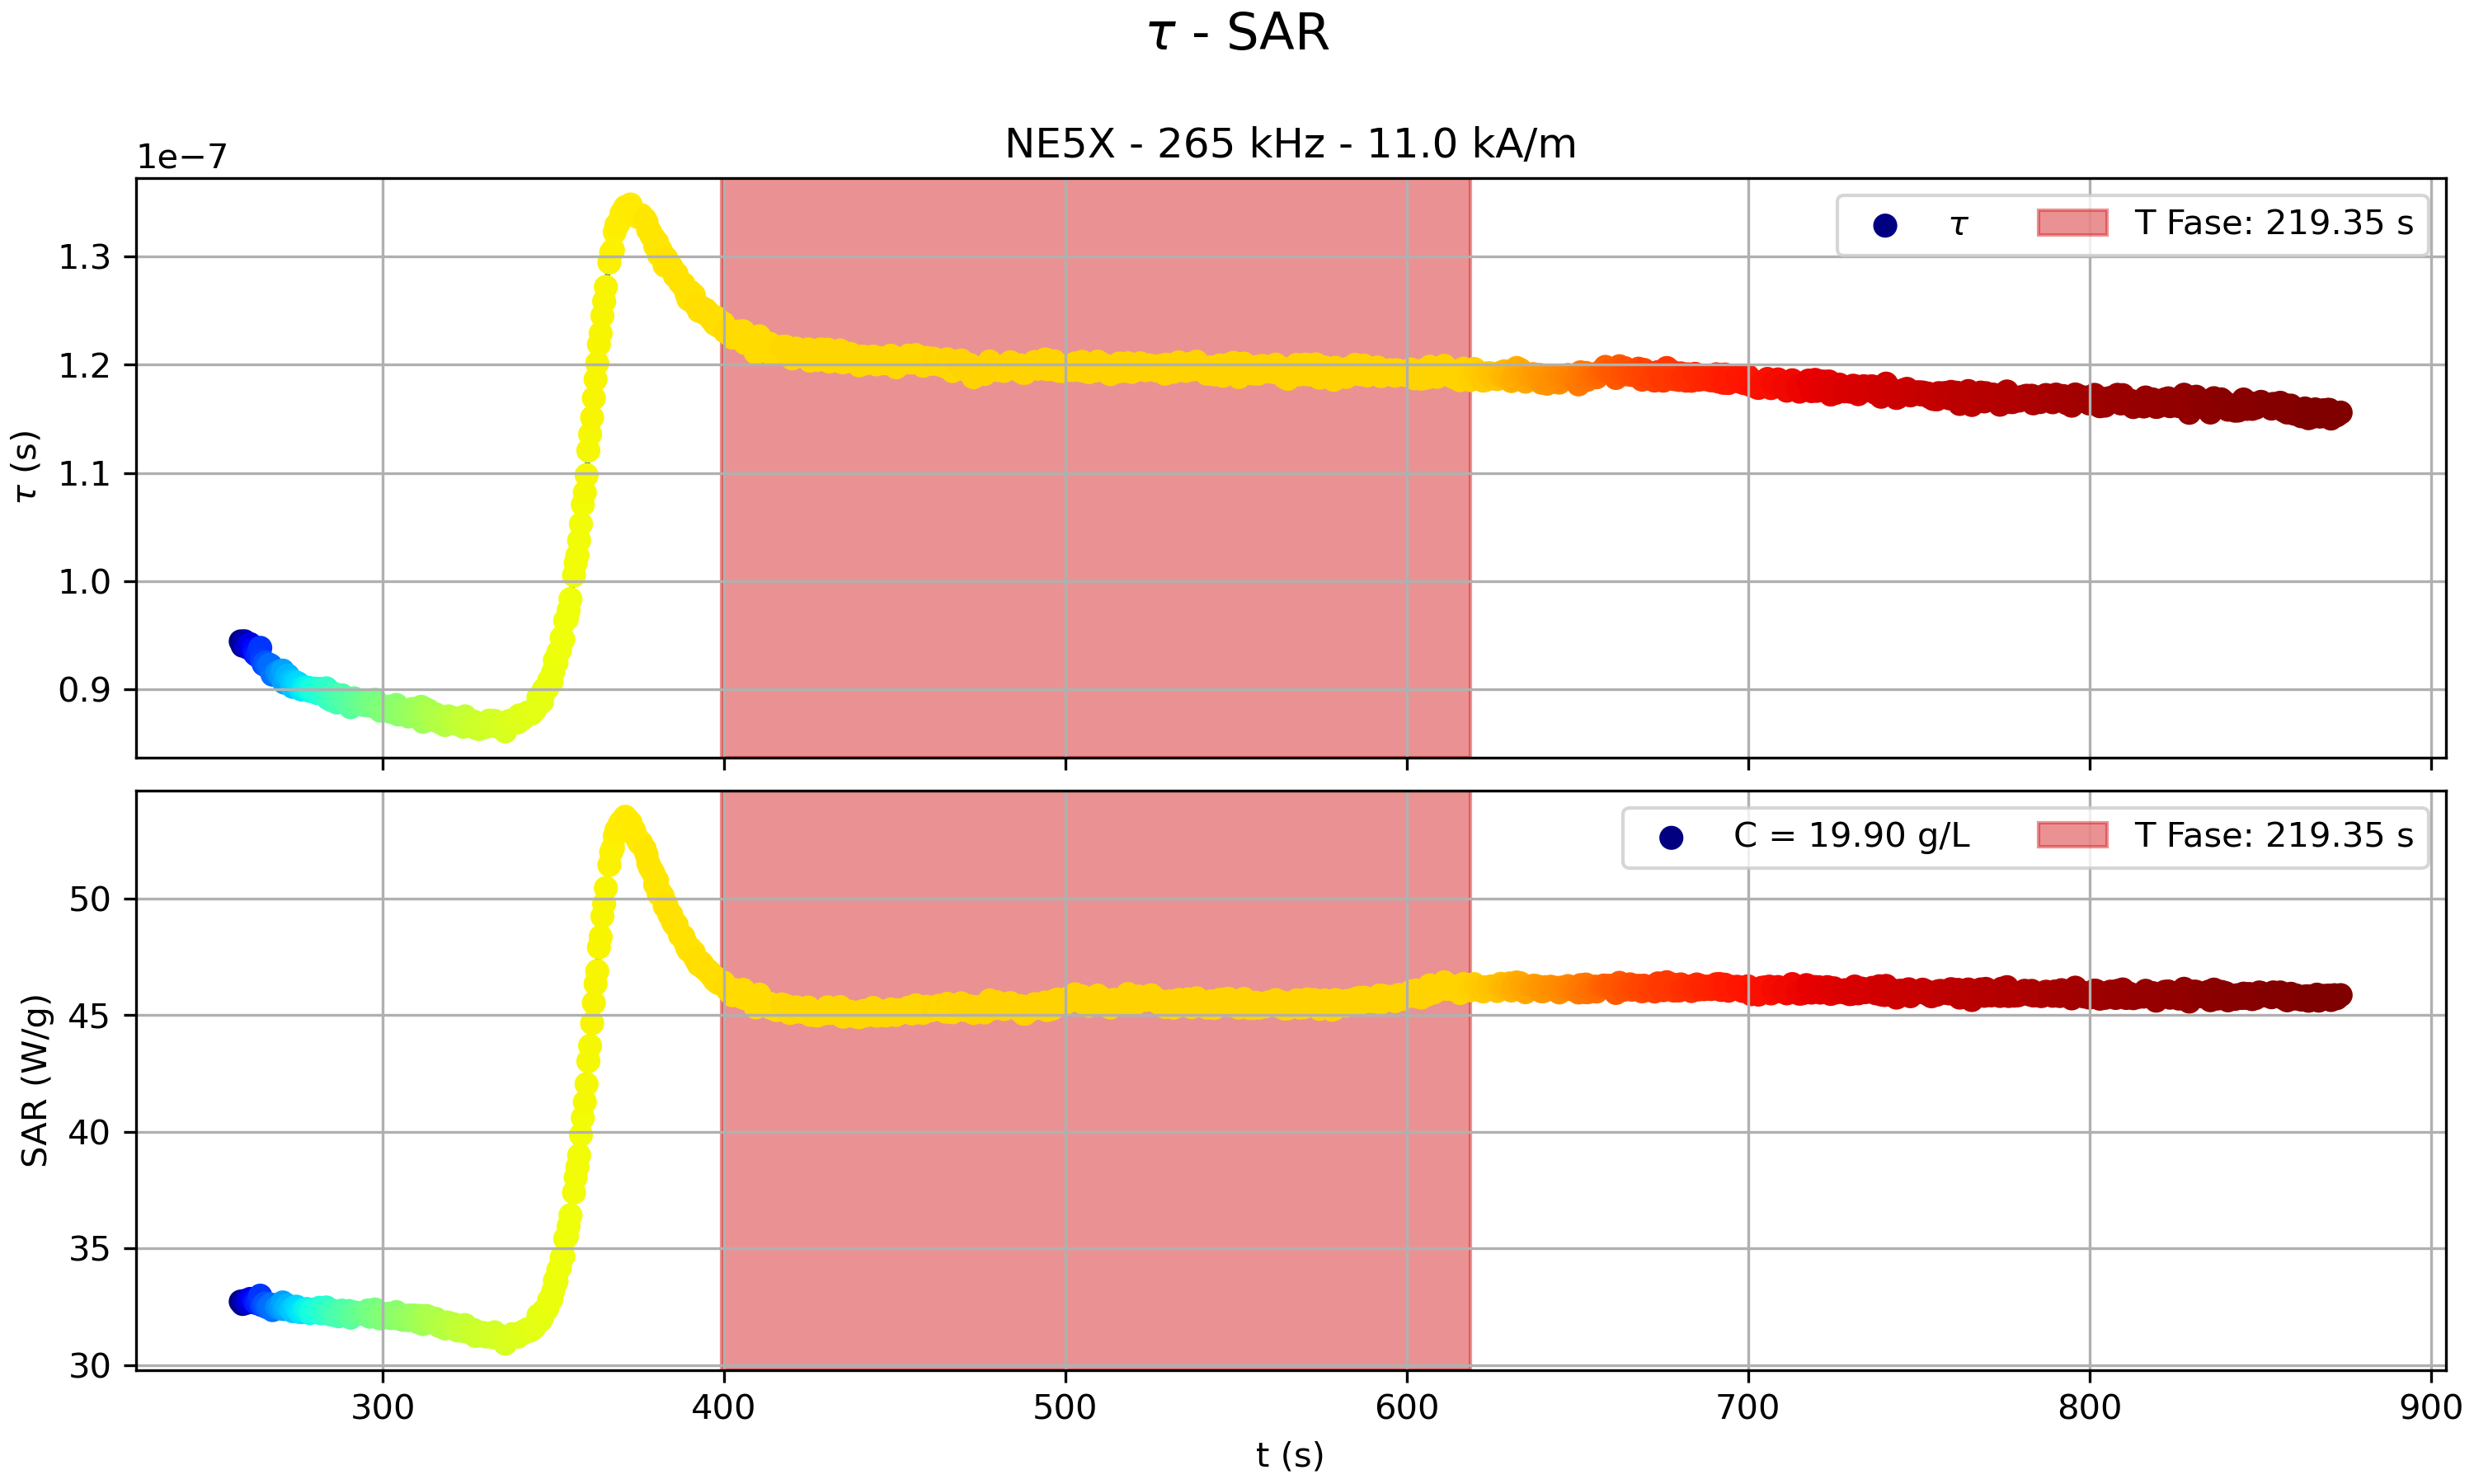 τ - SAR
NE5X - 265 kHz - 11.0 kA/m
1e−7
τ
T Fase: 219.35 s
1.3
1.2
1.1
1.0
0.9
τ (s)
C = 19.90 g/L
T Fase: 219.35 s
50
45
40
35
30
SAR (W/g)
300 400 500 600 700 800 900
t (s)